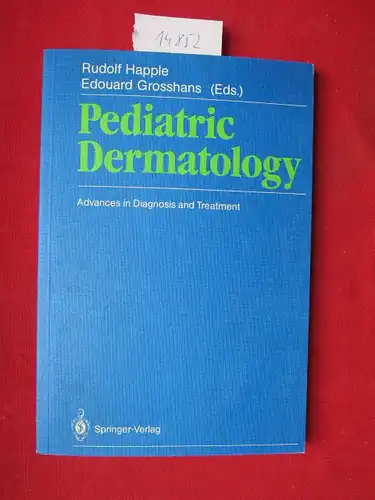 14852
Rudolf Happle
Edouard Grosshans (Eds.)
Pediatric
Dermatology
Advances in Diagnosis and Treatment
Springer-Verlag